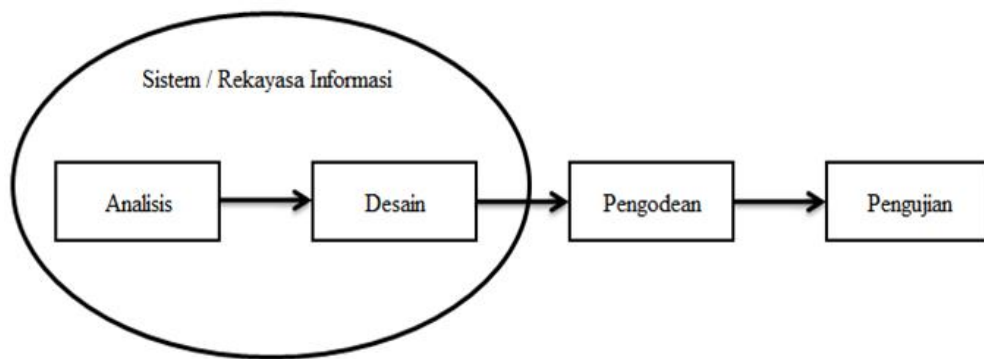 Sistem / Rekayasa Informasi
Analisis
Desain
Pengodean
Pengujian